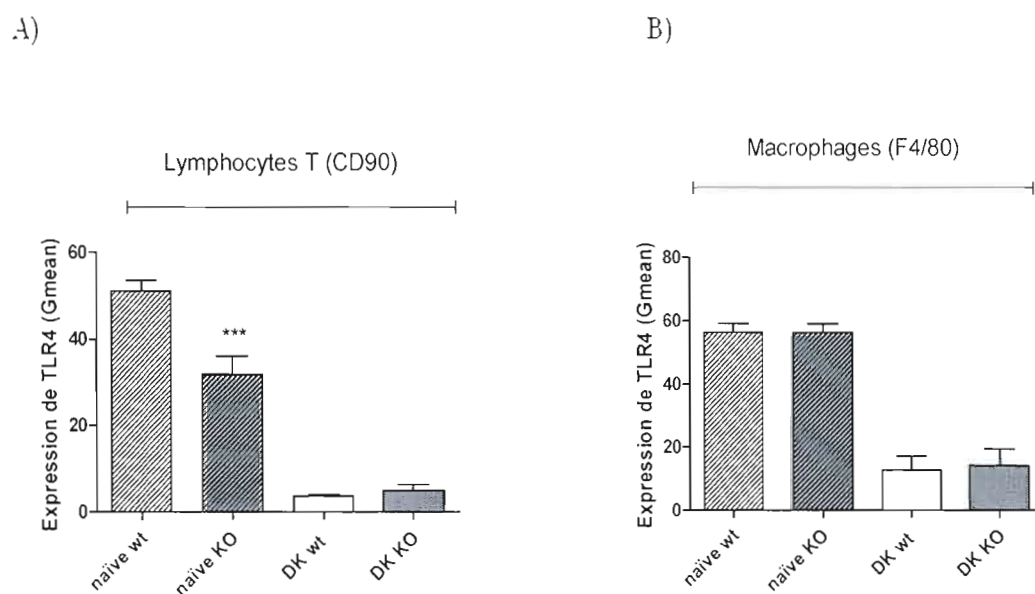 A)
Lymphocytes T (CD90)
Expression de TLR4 (Gmean)
60
40
20
0
***
naïve wt
naïve KO
DK wt
DK KO
B)
Macrophages (F4/80)
Expression de TLR4 (Gmean)
80
60
40
20
0
naïve wt
naïve KO
DK wt
DK KO